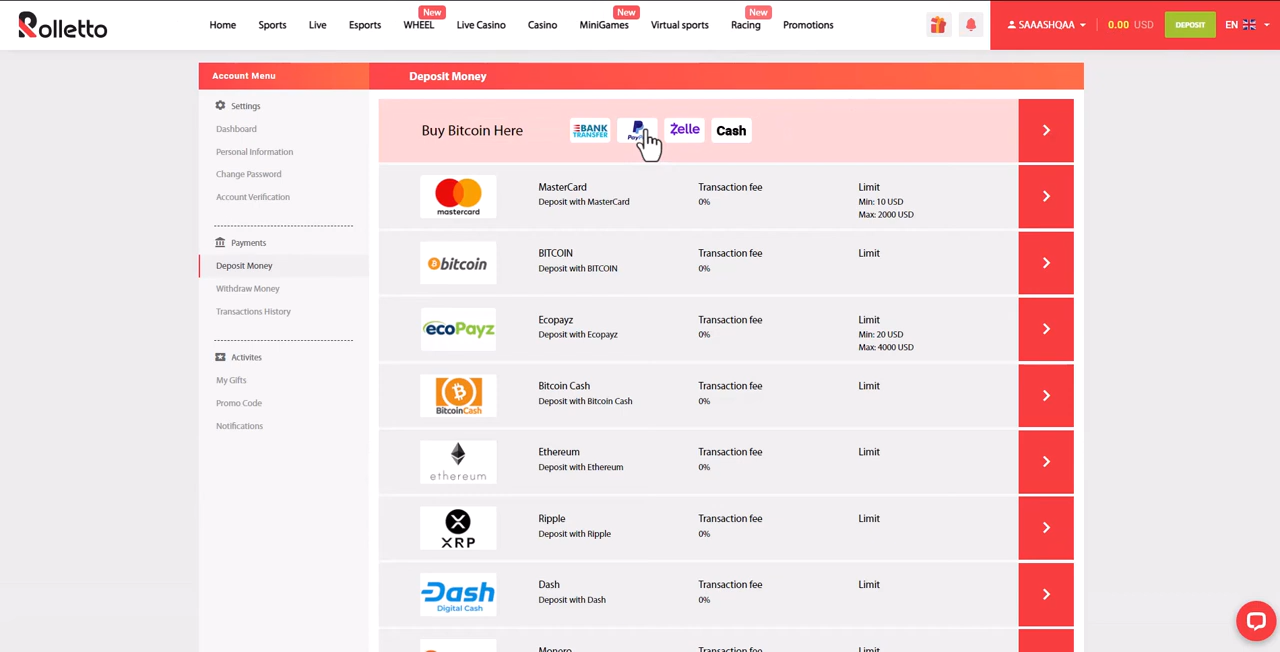 Rolletto
Home Sports Live Esports WHEEL New Live Casino Casino MiniGames New Virtual sports Racing New Promotions
SAAASHQAA 0.00 USD DEPOSIT EN
Account Menu
Settings
Dashboard
Personal Information
Change Password
Account Verification
Payments
Deposit Money
Withdraw Money
Transactions History
Activites
My Gifts
Promo Code
Notifications
Deposit Money
Buy Bitcoin Here
BANK
TRANSFER
Zelle
Cash
mastercard
MasterCard
Deposit with MasterCard
Transaction fee
0%
Limit
Min: 10 USD
Max: 2000 USD
bitcoin
BITCOIN
Deposit with BITCOIN
Transaction fee
0%
Limit
ecoPayz
Ecopayz
Deposit with Ecopayz
Transaction fee
0%
Limit
Min: 20 USD
Max: 4000 USD
BitcoinCash
Bitcoin Cash
Deposit with Bitcoin Cash
Transaction fee
0%
Limit
ethereum
Ethereum
Deposit with Ethereum
Transaction fee
0%
Limit
XRP
Ripple
Deposit with Ripple
Transaction fee
0%
Limit
Dash
Digital Cash
Dash
Deposit with Dash
Transaction fee
0%
Limit